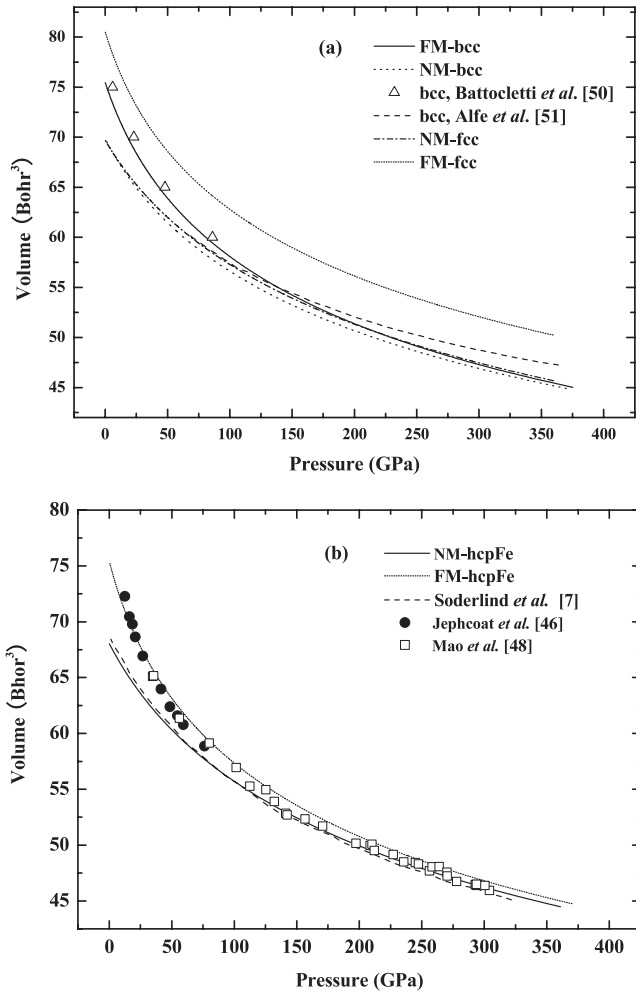 (a)
FM-bcc
NM-bcc
bcc, Battocletti et al. [50]
bcc, Alfe et al. [51]
NM-fcc
FM-fcc
80
75
70
65
60
55
50
45
Volume (Bohr³)
0 50 100 150 200 250 300 350 400
Pressure (GPa)
(b)
NM-hcpFe
FM-hcpFe
Soderlind et al. [7]
Jephcoat et al. [46]
Mao et al. [48]
80
75
70
65
60
55
50
45
Volume (Bhor³)
0 50 100 150 200 250 300 350 400
Pressure (GPa)